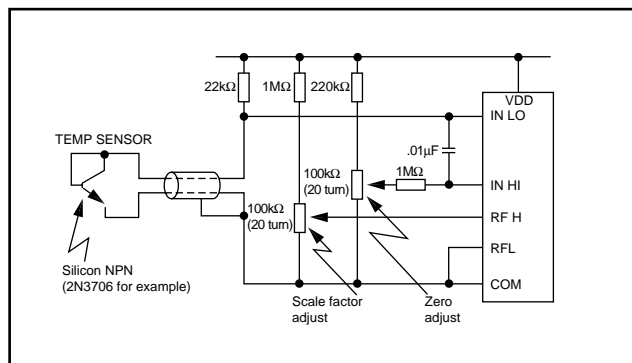 22kΩ
1MΩ
220kΩ
VDD
IN LO
TEMP SENSOR
.01µF
100kΩ
(20 turn)
1MΩ
IN HI
100kΩ
(20 turn)
RF H
RFL
Silicon NPN
(2N3706 for example)
COM
Scale factor
adjust
Zero
adjust